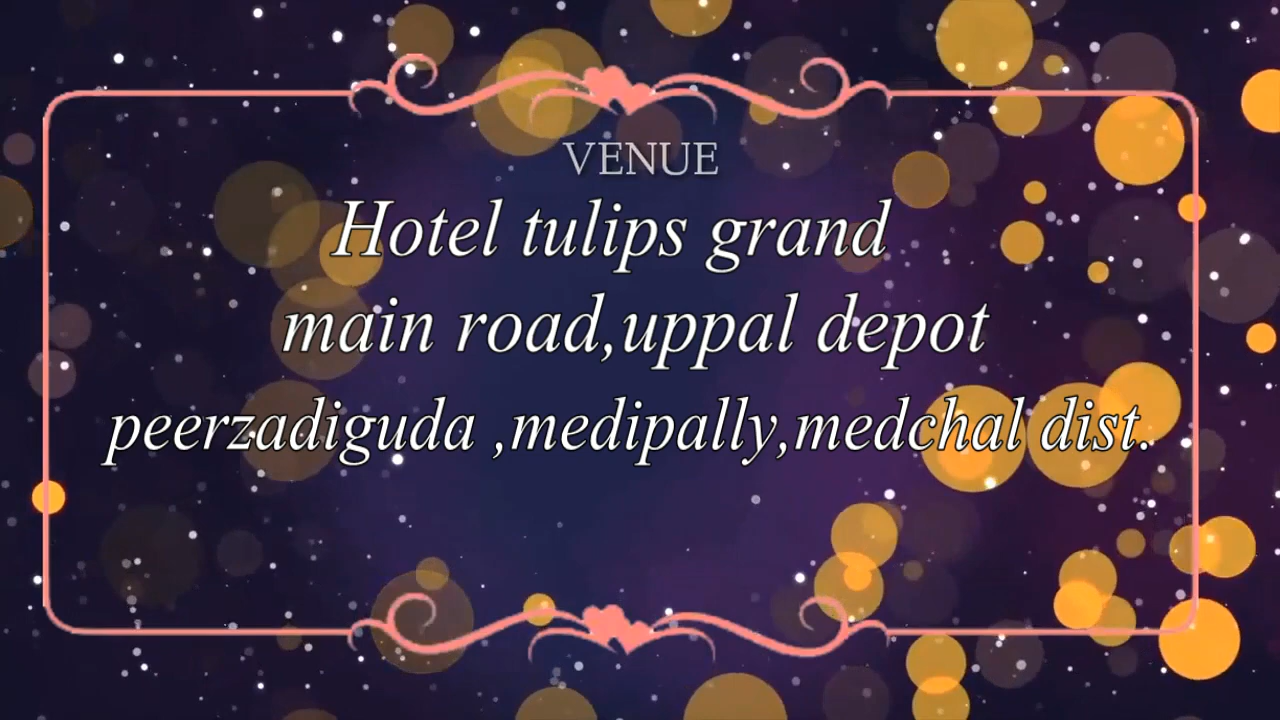 VENUE
Hotel tulips grand
main road,uppal depot
peerzadiguda ,medipally,medchal dist.